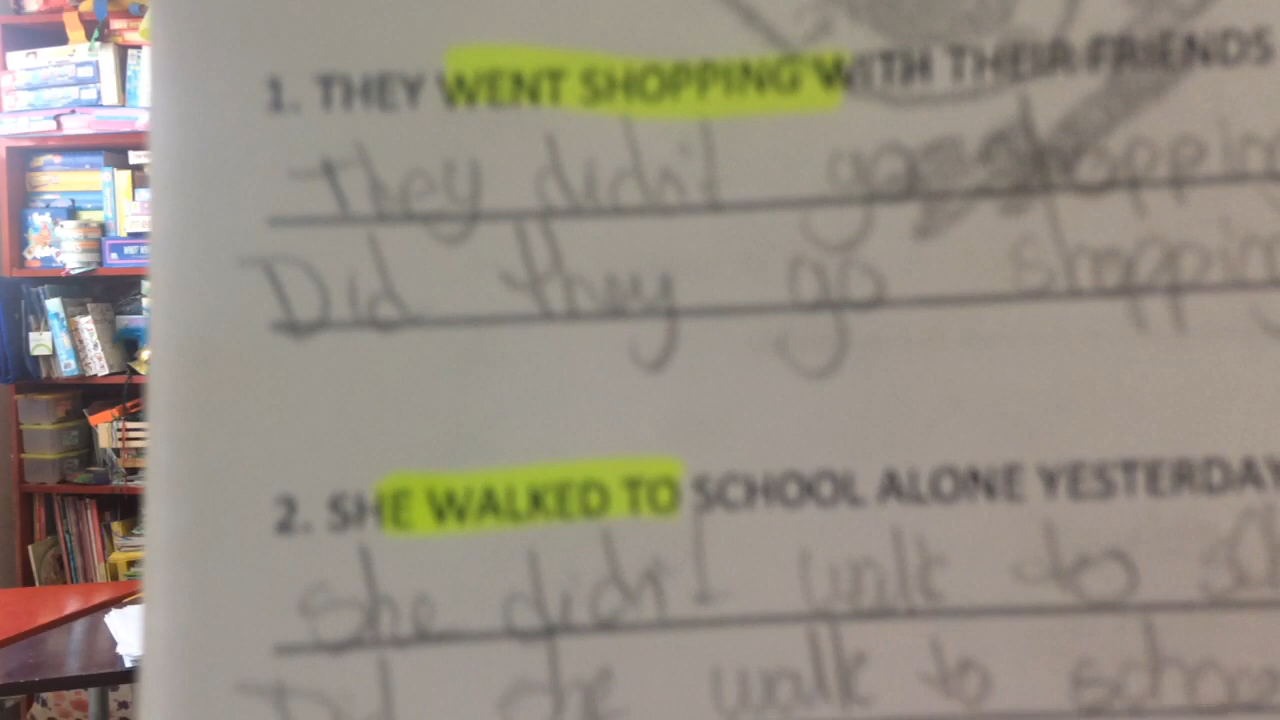 1. THEY WENT SHOPPING WITH THEIR FRIENDS
They didn't go shopping
Did they go shopping
2. SHE WALKED TO SCHOOL ALONE YESTERDAY
She didn't walk to
Did she walk to school